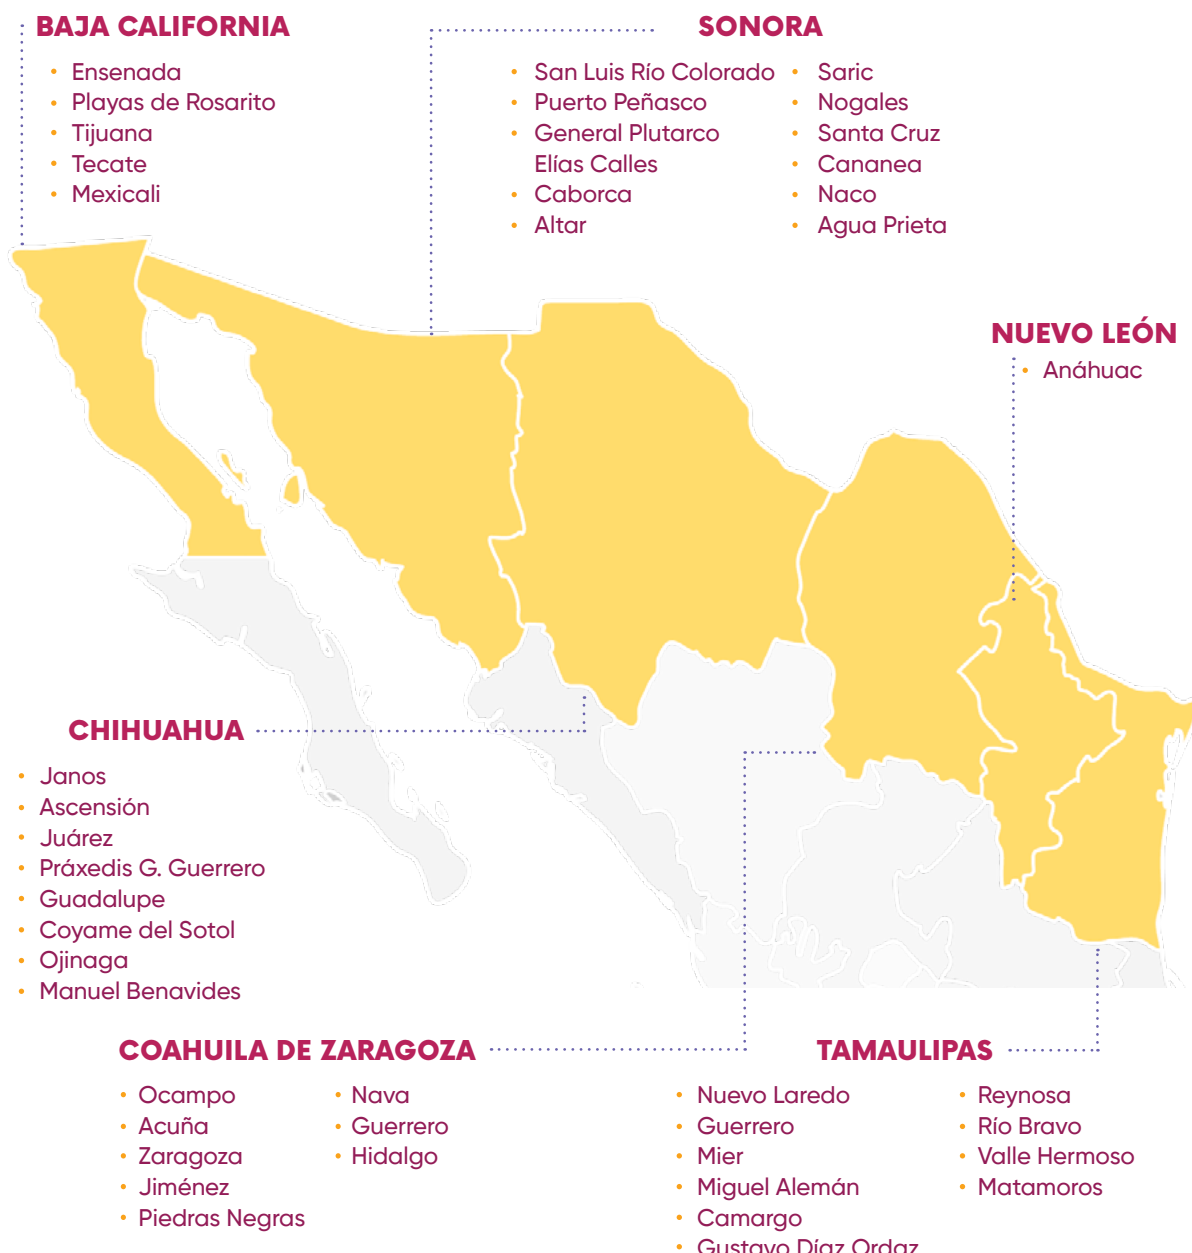 BAJA CALIFORNIA
• Ensenada
• Playas de Rosarito
• Tijuana
• Tecate
• Mexicali
SONORA
• San Luis Río Colorado
• Puerto Peñasco
• General Plutarco
Elías Calles
• Caborca
• Altar
• Saric
• Nogales
• Santa Cruz
• Cananea
• Naco
• Agua Prieta
NUEVO LEÓN
• Anáhuac
CHIHUAHUA
• Janos
• Ascensión
• Juárez
• Práxedis G. Guerrero
• Guadalupe
• Coyame del Sotol
• Ojinaga
• Manuel Benavides
COAHUILA DE ZARAGOZA
• Ocampo
• Acuña
• Zaragoza
• Jiménez
• Piedras Negras
• Nava
• Guerrero
• Hidalgo
TAMAULIPAS
• Nuevo Laredo
• Guerrero
• Mier
• Miguel Alemán
• Camargo
• Gustavo Díaz Ordaz
• Reynosa
• Río Bravo
• Valle Hermoso
• Matamoros